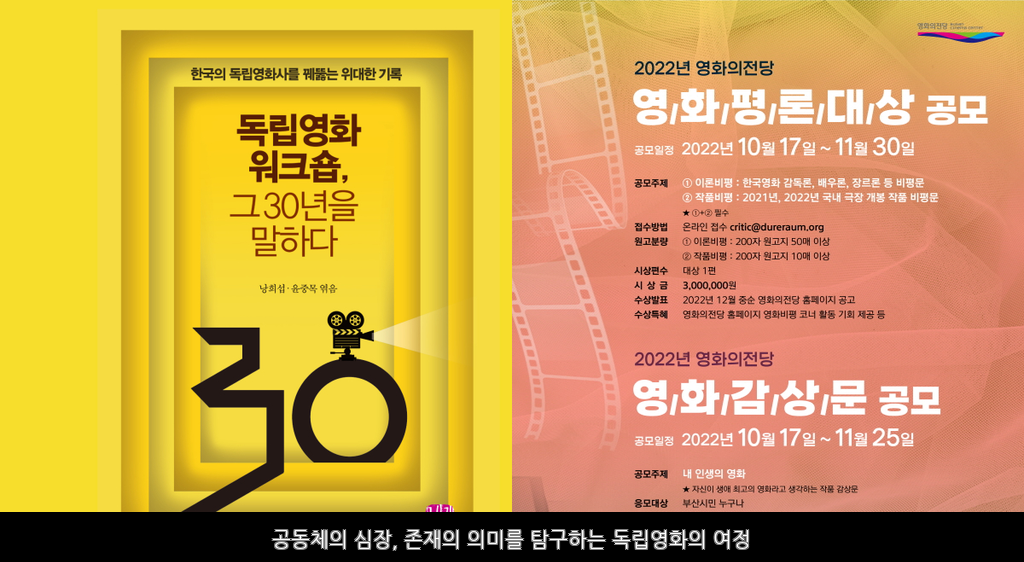 한국의 독립영화사를 꿰뚫는 위대한 기록
독립영화
워크숍,
그 30년을
말하다
낭희섭·윤중목 엮음
30
영화의전당
2022년 영화의전당
영/화/평/론/대/상 공모
공모일정 2022년 10월 17일 ~ 11월 30일
공모주제 ① 이론비평 : 한국영화 감독론, 배우론, 장르론 등 비평문
② 작품비평 : 2021년, 2022년 국내 극장 개봉 작품 비평문
★ ①+② 필수
접수방법 온라인 접수 critic@dureraum.org
원고분량 ① 이론비평 : 200자 원고지 50매 이상
② 작품비평 : 200자 원고지 10매 이상
시상편수 대상 1편
시 상 금 3,000,000원
수상발표 2022년 12월 중순 영화의전당 홈페이지 공고
수상특혜 영화의전당 홈페이지 영화비평 코너 활동 기회 제공 등
2022년 영화의전당
영/화/감/상/문 공모
공모일정 2022년 10월 17일 ~ 11월 25일
공모주제 내 인생의 영화
★ 자신이 생애 최고의 영화라고 생각하는 작품 감상문
응모대상 부산시민 누구나
공동체의 심장, 존재의 의미를 탐구하는 독립영화의 여정